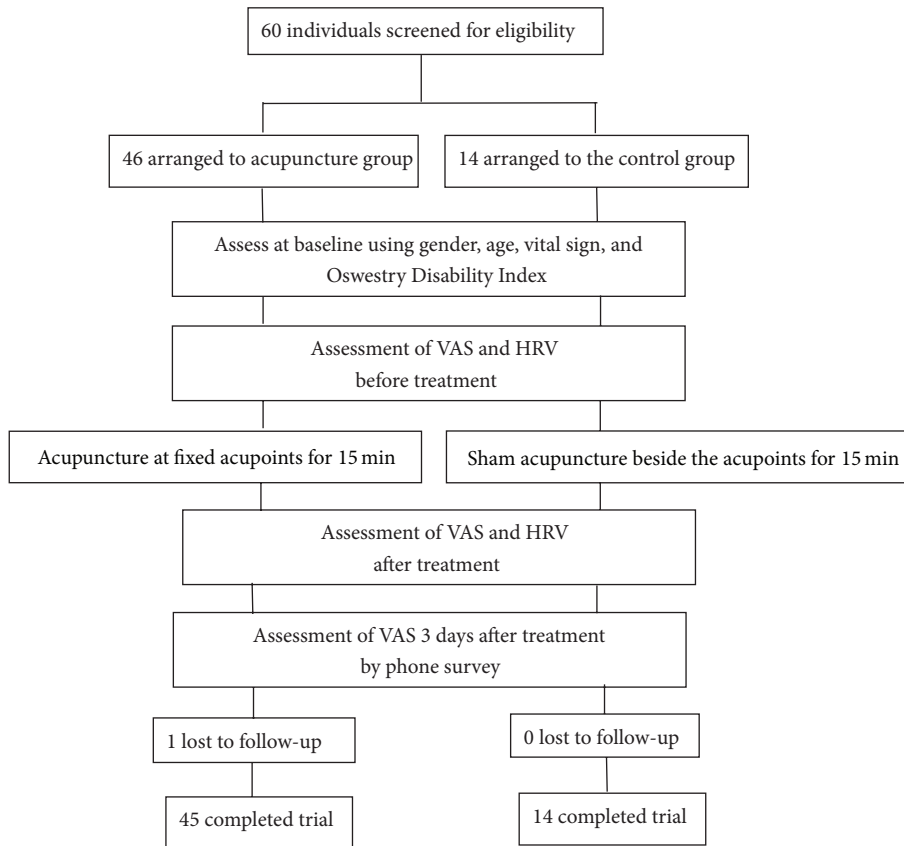 60 individuals screened for eligibility
46 arranged to acupuncture group
14 arranged to the control group
Assess at baseline using gender, age, vital sign, and
Oswestry Disability Index
Assessment of VAS and HRV
before treatment
Acupuncture at fixed acupoints for 15 min
Sham acupuncture beside the acupoints for 15 min
Assessment of VAS and HRV
after treatment
Assessment of VAS 3 days after treatment
by phone survey
1 lost to follow-up
0 lost to follow-up
45 completed trial
14 completed trial